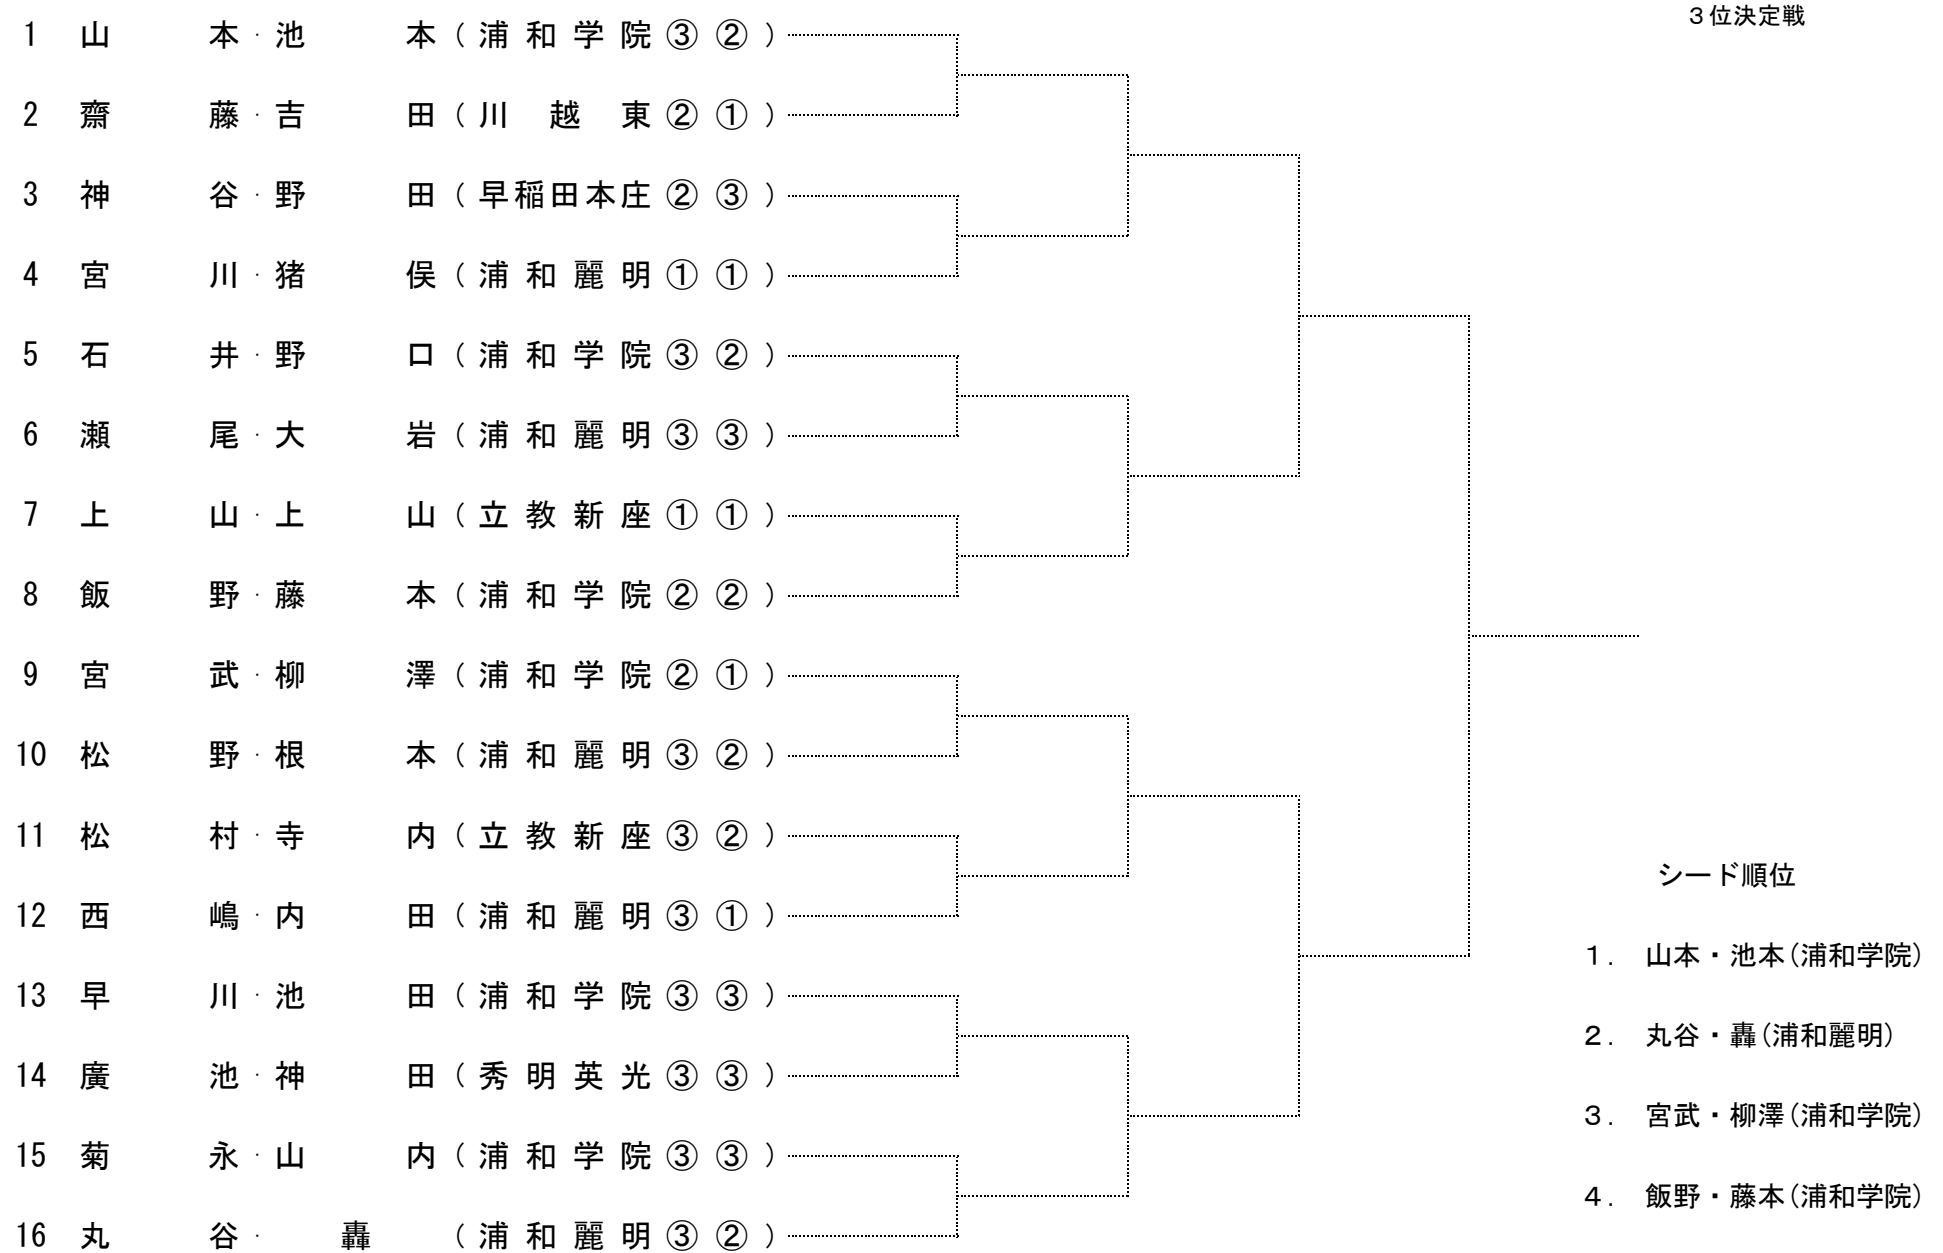 ３位決定戦
1 山本・池本（浦和学院③②）
2 齋藤・吉田（川越東②①）
3 神谷・野田（早稲田本庄②③）
4 宮川・猪俣（浦和麗明①①）
5 石井・野口（浦和学院③②）
6 瀬尾・大岩（浦和麗明③③）
7 上山・上山（立教新座①①）
8 飯野・藤本（浦和学院②②）
9 宮武・柳澤（浦和学院②①）
10 松野・根本（浦和麗明③②）
11 松村・寺内（立教新座③②）
12 西嶋・内田（浦和麗明③①）
13 早川・池田（浦和学院③③）
14 廣池・神田（秀明英光③③）
15 菊永・山内（浦和学院③③）
16 丸谷・轟（浦和麗明③②）
シード順位
１． 山本・池本(浦和学院)
２． 丸谷・轟(浦和麗明)
３． 宮武・柳澤(浦和学院)
４． 飯野・藤本(浦和学院)